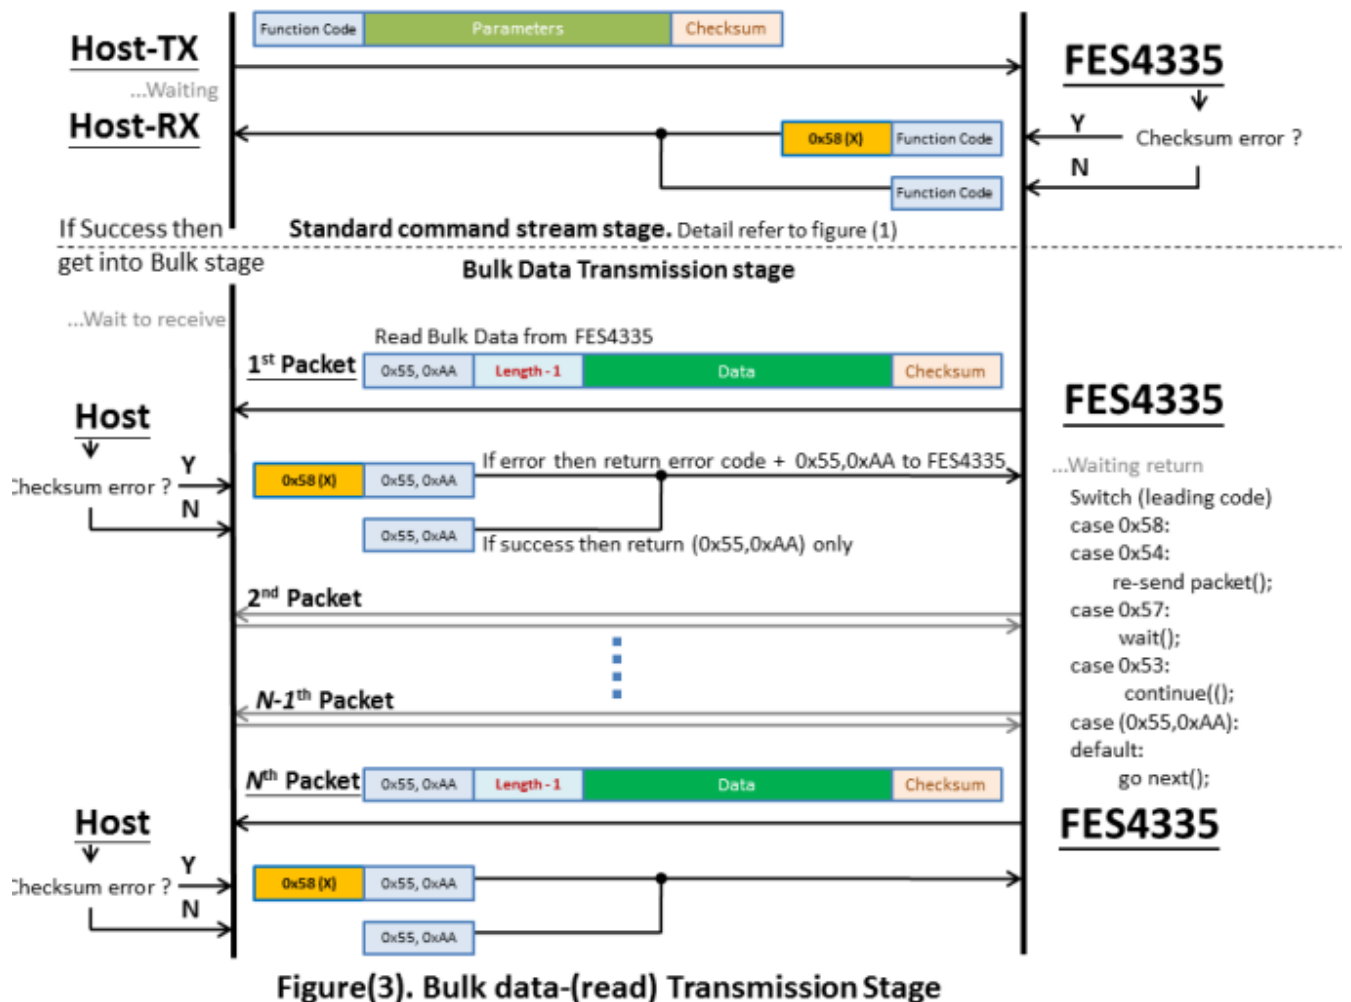 Function Code Parameters Checksum
Host-TX
FES4335
...Waiting
Host-RX
0x58 (X) Function Code
Y
Checksum error ?
N
Function Code
If Success then
Standard command stream stage. Detail refer to figure (1)
get into Bulk stage
Bulk Data Transmission stage
...Wait to receive
Read Bulk Data from FES4335
1st Packet
0x55, 0xAA Length - 1 Data Checksum
Host
FES4335
Y
Checksum error ?
N
0x58 (X) 0x55, 0xAA
If error then return error code + 0x55,0xAA to FES4335
0x55, 0xAA
If success then return (0x55,0xAA) only
...Waiting return
Switch (leading code)
case 0x58:
case 0x54:
re-send packet();
case 0x57:
wait();
case 0x53:
continue(();
case (0x55,0xAA):
default:
go next();
2nd Packet
N-1th Packet
Nth Packet
0x55, 0xAA Length - 1 Data Checksum
Host
FES4335
Y
Checksum error ?
N
0x58 (X) 0x55, 0xAA
0x55, 0xAA
Figure(3). Bulk data-(read) Transmission Stage